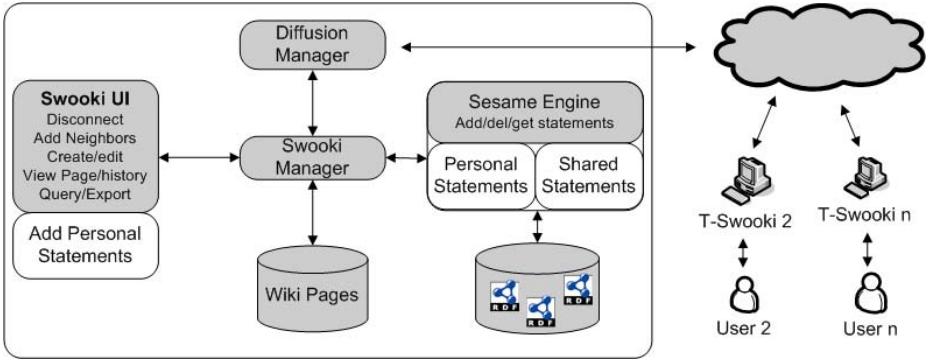 Diffusion
Manager
Swooki UI
Disconnect
Add Neighbors
Create/edit
View Page/history
Query/Export
Add Personal
Statements
Swooki
Manager
Wiki Pages
Sesame Engine
Add/del/get statements
Personal
Statements
Shared
Statements
RDF
RDF
RDF
T-Swooki 2
User 2
T-Swooki n
User n